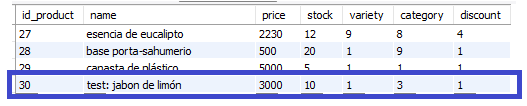 id_product name price stock variety category discount
27 esencia de eucalipto 2230 12 9 8 4
28 base porta-sahumerio 500 20 1 9 1
29 canasta de plástico 5000 5 1 1 1
30 test: jabon de limón 3000 10 1 3 1